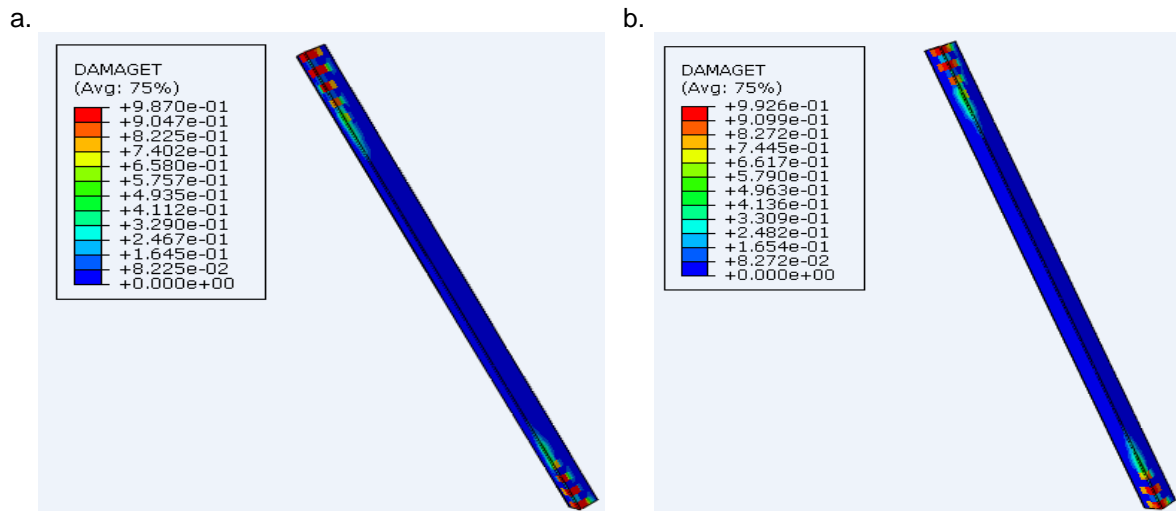 a.
DAMAGET
(Avg: 75%)
+9.870e-01
+9.047e-01
+8.225e-01
+7.402e-01
+6.580e-01
+5.757e-01
+4.935e-01
+4.112e-01
+3.290e-01
+2.467e-01
+1.645e-01
+8.225e-02
+0.000e+00
b.
DAMAGET
(Avg: 75%)
+9.926e-01
+9.099e-01
+8.272e-01
+7.445e-01
+6.617e-01
+5.790e-01
+4.963e-01
+4.136e-01
+3.309e-01
+2.482e-01
+1.654e-01
+8.272e-02
+0.000e+00